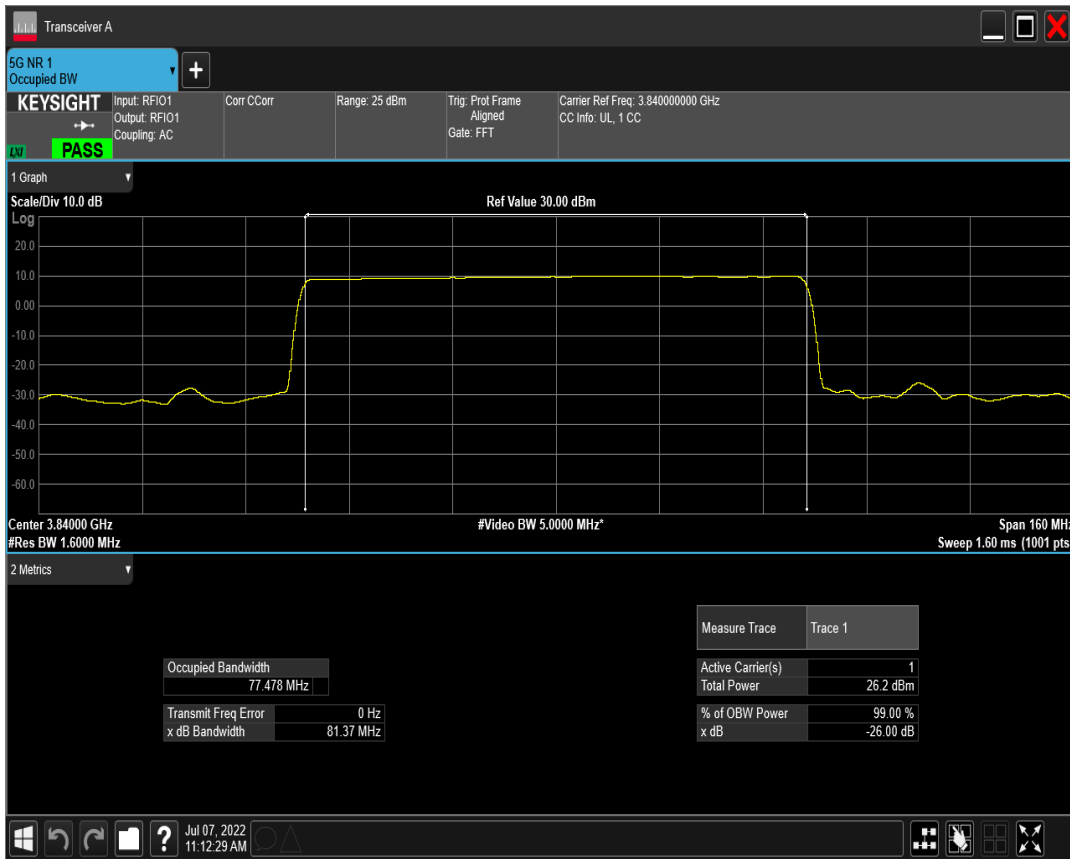 Transceiver A
5G NR 1
Occupied BW
+
KEYSIGHT
LXI
PASS
Input: RFIO1
Output: RFIO1
Coupling: AC
Corr CCorr
Range: 25 dBm
Trig: Prot Frame
Aligned
Gate: FFT
Carrier Ref Freq: 3.840000000 GHz
CC Info: UL, 1 CC
1 Graph
Scale/Div 10.0 dB
Ref Value 30.00 dBm
Log
20.0
10.0
0.00
-10.0
-20.0
-30.0
-40.0
-50.0
-60.0
Center 3.84000 GHz
#Video BW 5.0000 MHz*
Span 160 MHz
#Res BW 1.6000 MHz
Sweep 1.60 ms (1001 pts
2 Metrics
Measure Trace Trace 1
Occupied Bandwidth
77.478 MHz
Transmit Freq Error 0 Hz
x dB Bandwidth 81.37 MHz
Active Carrier(s) 1
Total Power 26.2 dBm
% of OBW Power 99.00 %
x dB -26.00 dB
?
Jul 07, 2022
11:12:29 AM